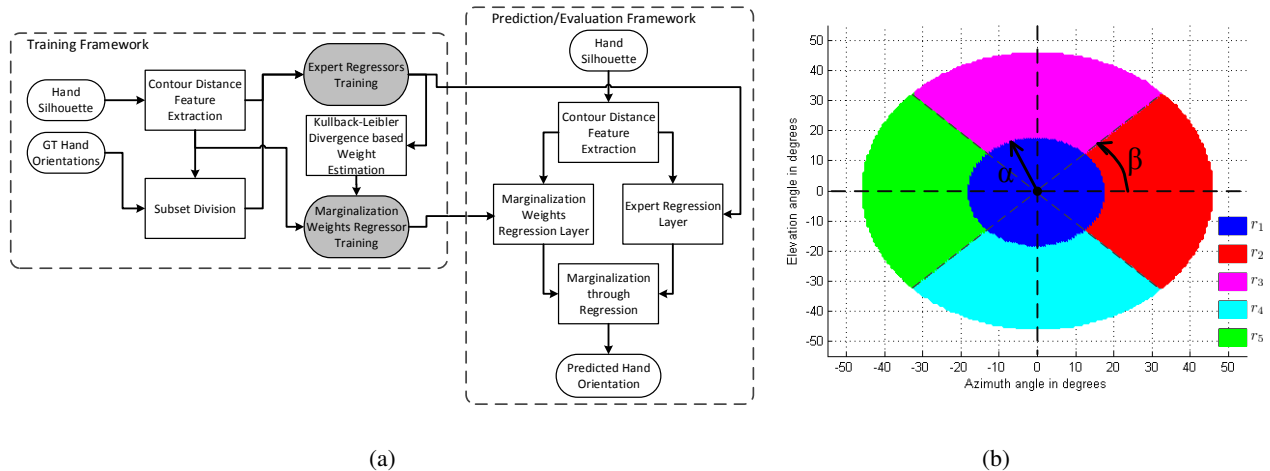 Training Framework
Hand
Silhouette
GT Hand
Orientations
Contour Distance
Feature
Extraction
Subset Division
Expert Regressors
Training
Kullback-Leibler
Divergence based
Weight
Estimation
Marginalization
Weights Regressor
Training
Prediction/Evaluation Framework
Hand
Silhouette
Contour Distance
Feature
Extraction
Marginalization
Weights
Regression Layer
Expert Regression
Layer
Marginalization
through
Regression
Predicted Hand
Orientation
(a)
Elevation angle in degrees
50
40
30
20
10
0
-10
-20
-30
-40
-50
-50 -40 -30 -20 -10 0 10 20 30 40 50
Azimuth angle in degrees
α
β
r1
r2
r3
r4
r5
(b)